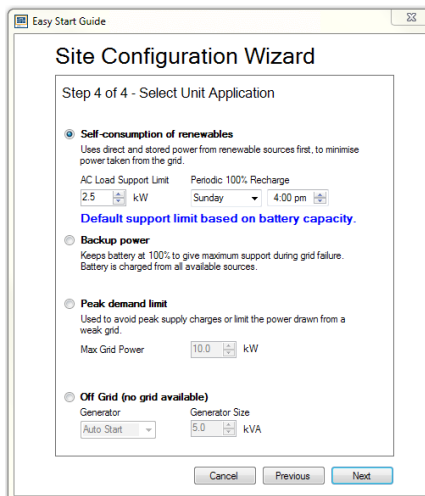 Easy Start Guide
Site Configuration Wizard
Step 4 of 4 - Select Unit Application
Self-consumption of renewables
Uses direct and stored power from renewable sources first, to minimise
power taken from the grid.
AC Load Support Limit Periodic 100% Recharge
2.5 kW Sunday 4:00 pm
Default support limit based on battery capacity.
Backup power
Keeps battery at 100% to give maximum support during grid failure.
Battery is charged from all available sources.
Peak demand limit
Used to avoid peak supply charges or limit the power drawn from a
weak grid.
Max Grid Power 10.0 kW
Off Grid (no grid available)
Generator Generator Size
Auto Start 5.0 kVA
Cancel Previous Next